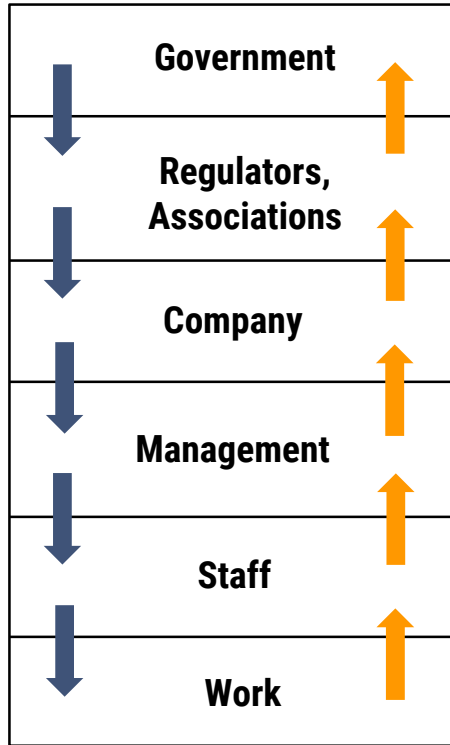 Government
Regulators,
Associations
Company
Management
Staff
Work